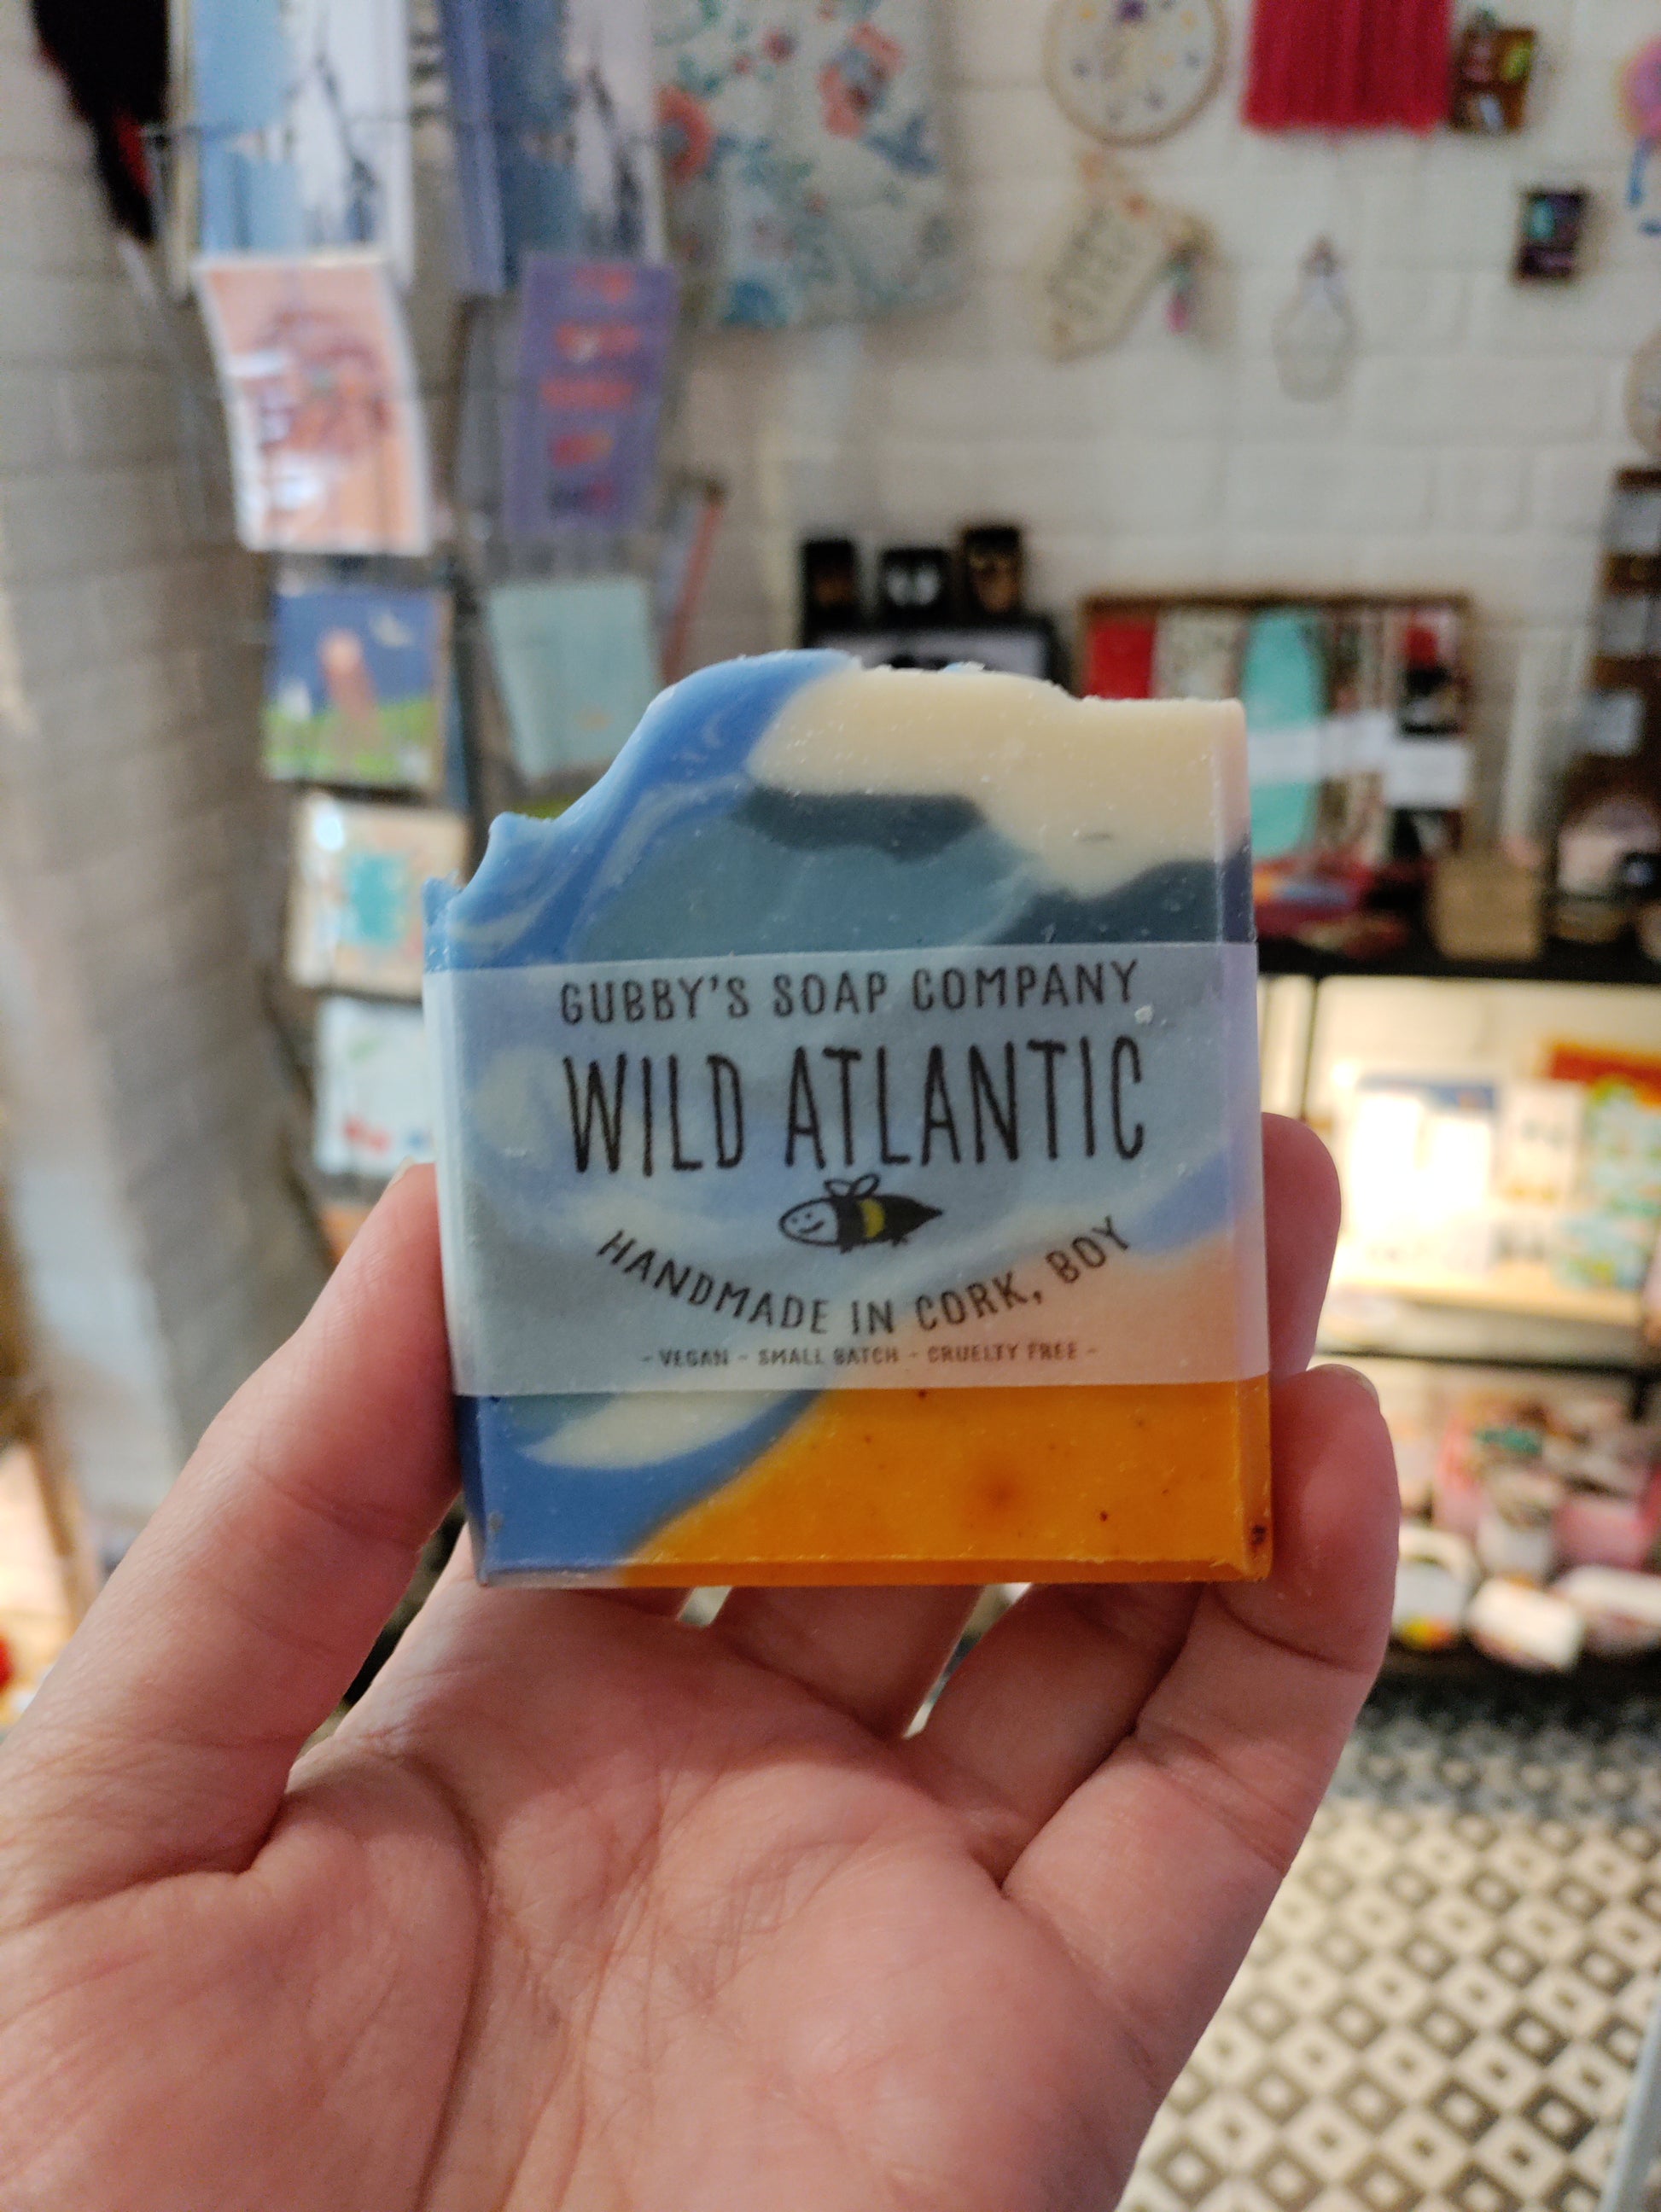 GUBBY'S SOAP COMPANY
WILD ATLANTIC
HANDMADE IN CORK, BOY
- VEGAN - SMALL BATCH - CRUELTY FREE -